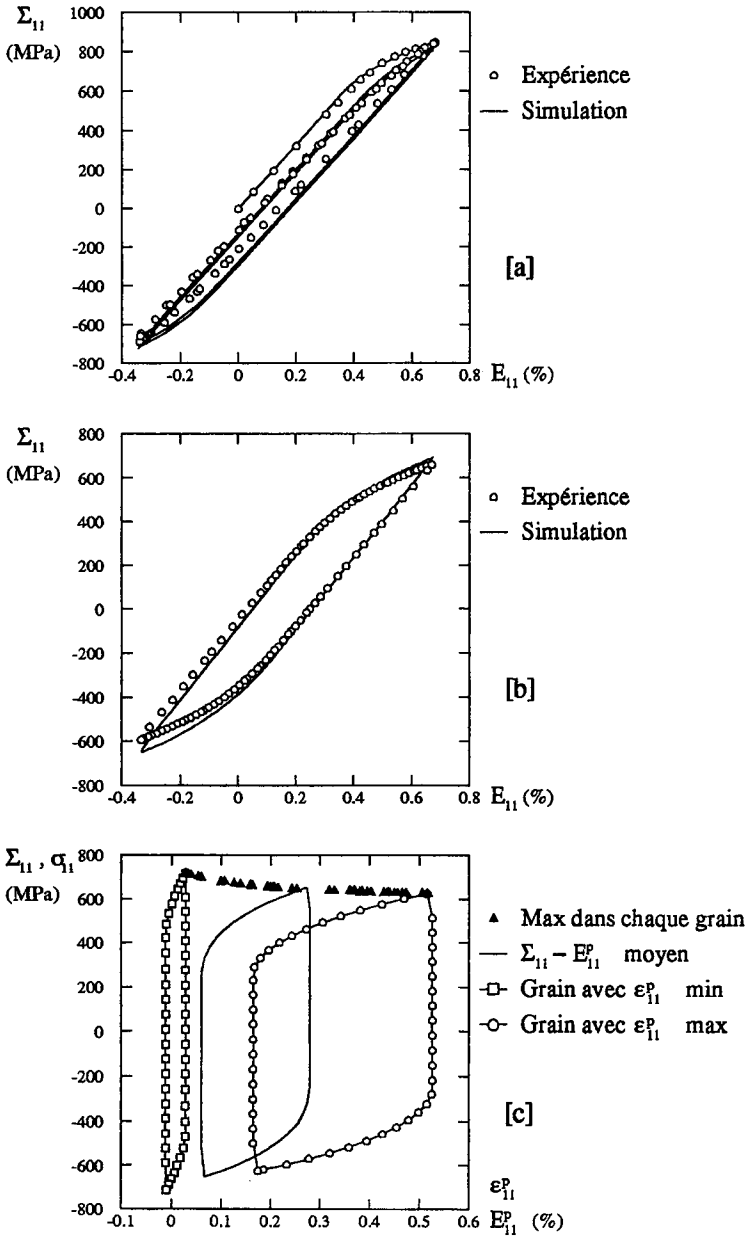 Σ₁₁
(MPa)
1000
800
600
400
200
0
-200
-400
-600
-800
-0.4 -0.2 0 0.2 0.4 0.6 0.8
E₁₁ (%)
Expérience
Simulation
[a]
Σ₁₁
(MPa)
800
600
400
200
0
-200
-400
-600
-800
-0.4 -0.2 0 0.2 0.4 0.6 0.8
E₁₁ (%)
Expérience
Simulation
[b]
Σ₁₁ , σ₁₁
(MPa)
800
600
400
200
0
-200
-400
-600
-800
-0.1 0 0.1 0.2 0.3 0.4 0.5 0.6
Max dans chaque grain
Σ₁₁ – Eᵖ₁₁ moyen
Grain avec εᵖ₁₁ min
Grain avec εᵖ₁₁ max
[c]
εᵖ₁₁
Eᵖ₁₁ (%)